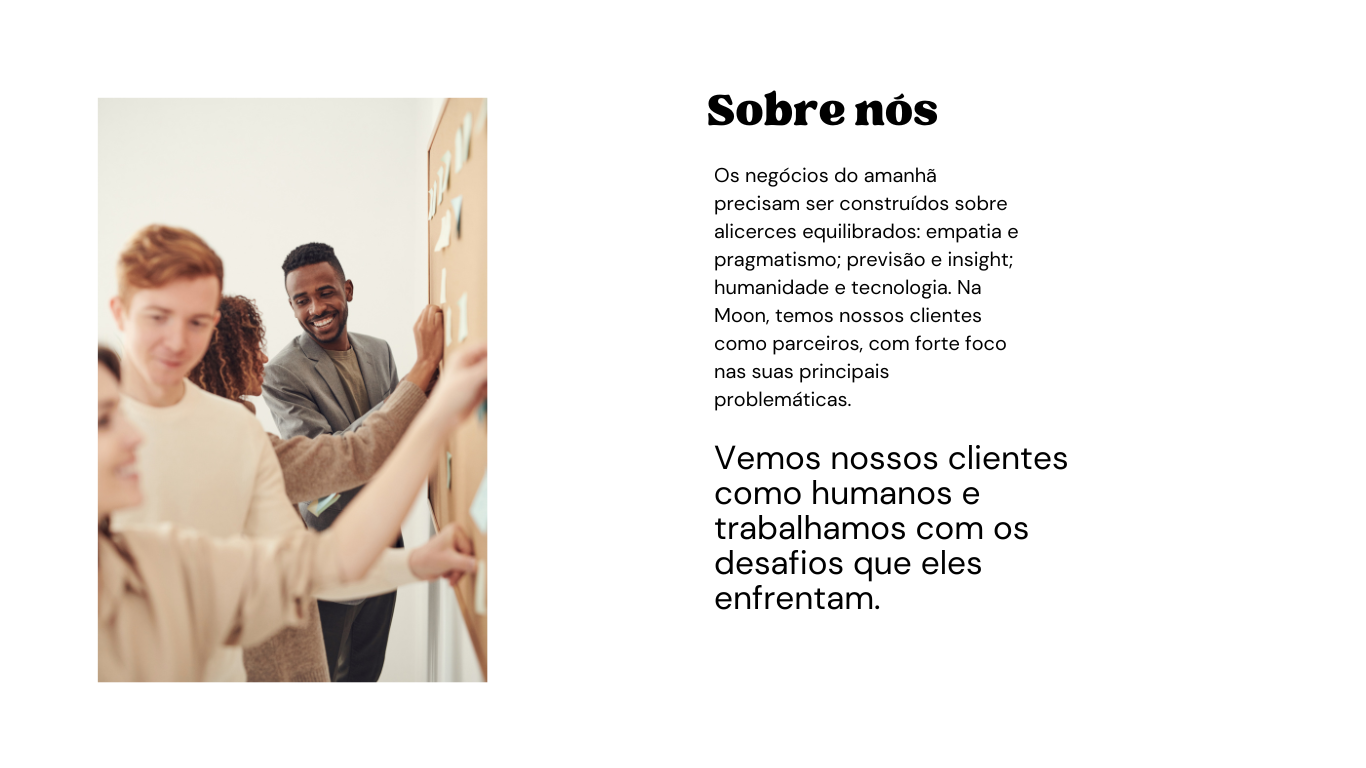 Sobre nós
Os negócios do amanhã
precisam ser construídos sobre
alicerces equilibrados: empatia e
pragmatismo; previsão e insight;
humanidade e tecnologia. Na
Moon, temos nossos clientes
como parceiros, com forte foco
nas suas principais
problemáticas.
Vemos nossos clientes
como humanos e
trabalhamos com os
desafios que eles
enfrentam.